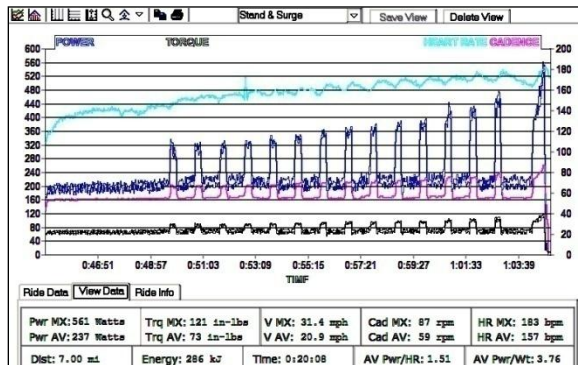 Stand & Surge
Save View
Delete View
POWER TORQUE HEART RATE CADENCE
600 200
560 180
520
480 160
440 140
400
360 120
320 100
280
240 80
200 60
160
120 40
80 20
40
0 0
0:46:51 0:48:57 0:51:03 0:53:09 0:55:15 0:57:21 0:59:27 1:01:33 1:03:39
TIME
Ride Data View Data Ride Info
Pwr MX: 561 Watts Trq MX: 121 in-lbs V MX: 31.4 mph Cad MX: 87 rpm HR MX: 183 bpm
Pwr AV: 237 Watts Trq AV: 73 in-lbs V AV: 20.9 mph Cad AV: 59 rpm HR AV: 157 bpm
Dist: 7.00 mi Energy: 286 kJ Time: 0:20:08 AV Pwr/HR: 1.51 AV Pwr/Wt: 3.76